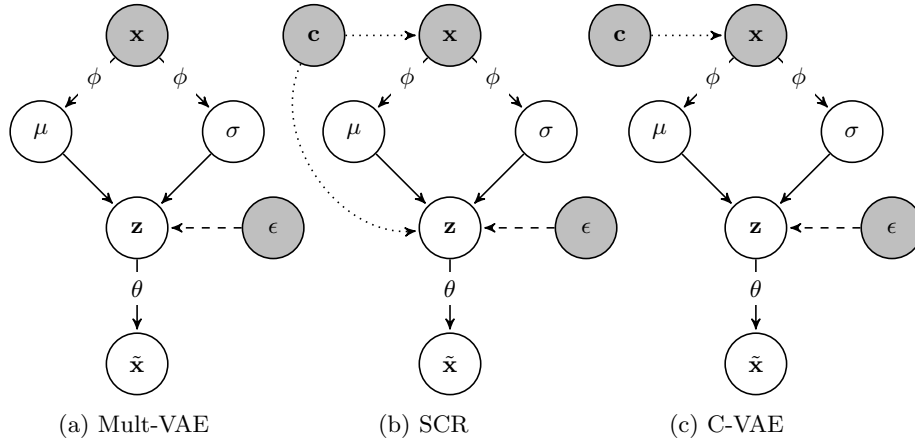 x c x c x
ϕ ϕ ϕ ϕ ϕ ϕ
μ σ μ σ μ σ
z ϵ z ϵ z ϵ
θ θ θ
x̃ x̃ x̃
(a) Mult-VAE (b) SCR (c) C-VAE